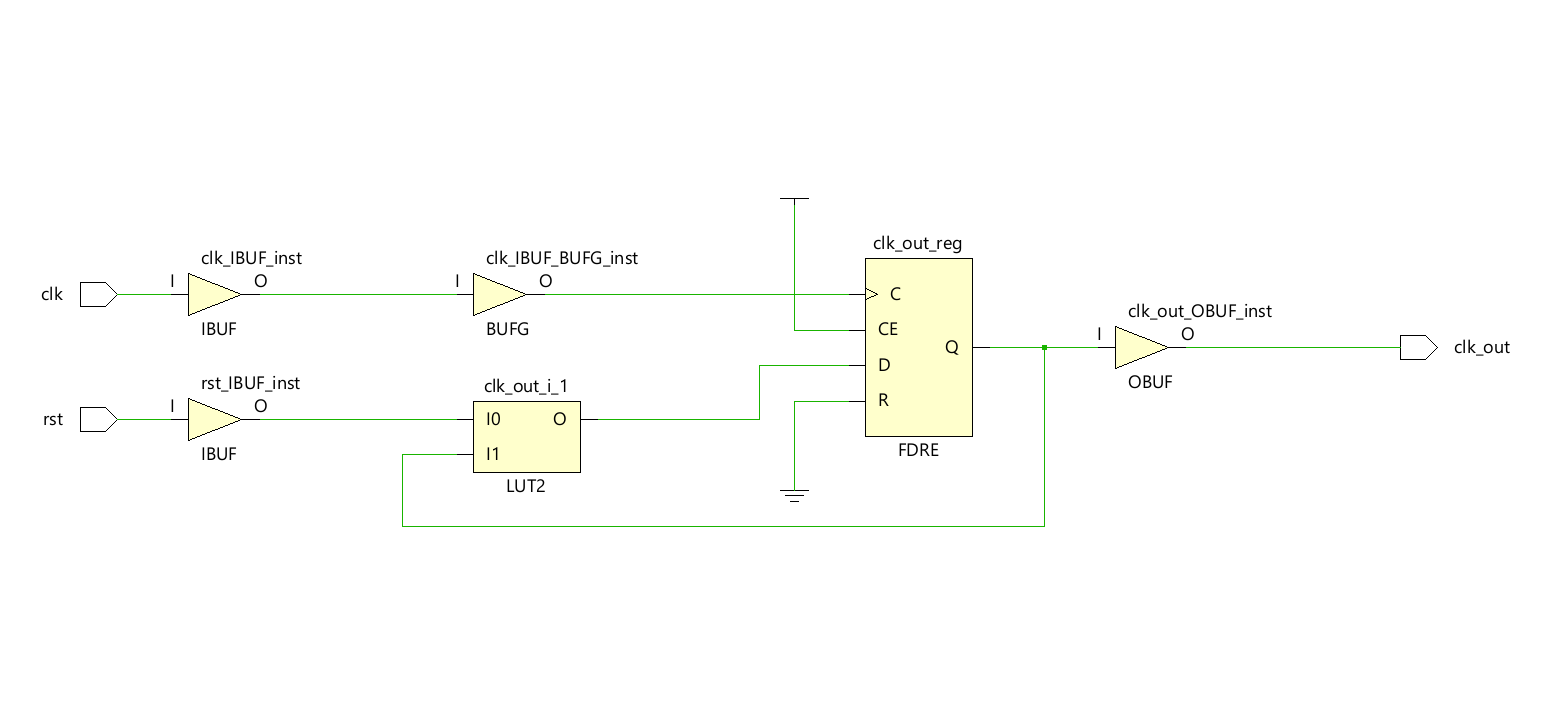 clk_out_reg
clk_IBUF_inst
clk_IBUF_BUFG_inst
clk
I
O
I
O
C
IBUF
BUFG
CE
clk_out_OBUF_inst
I
O
Q
clk_out
D
OBUF
rst_IBUF_inst
clk_out_i_1
R
rst
I
O
I0
O
IBUF
I1
FDRE
LUT2